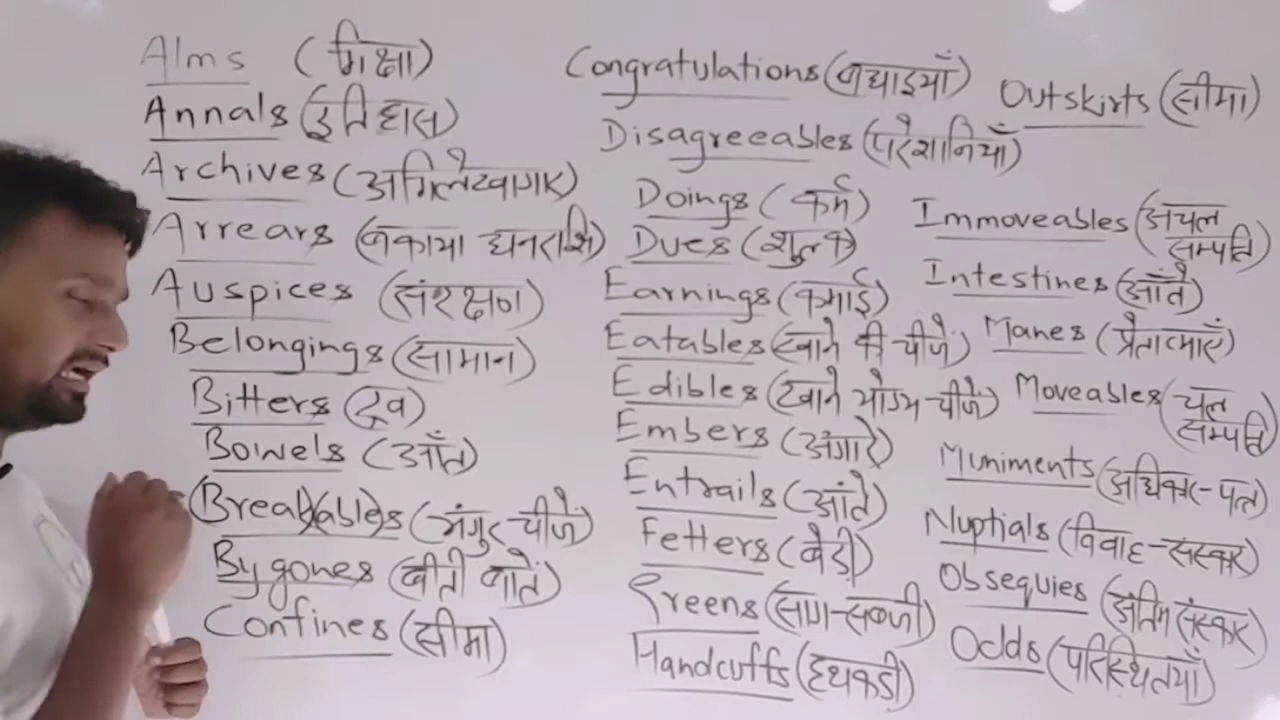 Alms (भिक्षा)
Annals (इतिहास)
Archives (अभिलेखागार)
Arrears (बकाया धनराशि)
Auspices (संरक्षण)
Belongings (सामान)
Bitters (द्रव)
Bowels (आँत)
(Break)(able)s (भंगुर-चीजें)
Bygones (बीती बातें)
Confines (सीमा)
Congratulations (बधाइयाँ)
Disagreeables (परेशानियाँ)
Doings (कर्म)
Dues (शुल्क)
Earnings (कमाई)
Eatables (खाने की चीजें)
Edibles (खाने योग्य-चीजें)
Embers (अंगारे)
Entrails (आंते)
Fetters (बेड़ी)
Greens (साग-सब्जी)
Handcuffs (हथकड़ी)
Outskirts (सीमा)
Immoveables (अचल
सम्पत्ति)
Intestines (आँतें)
Manes (प्रेतात्माएँ)
Moveables (चल
सम्पत्ति)
Muniments (अधिकार-पत्र)
Nuptials (विवाह-संस्कार)
Obsequies (अंतिम संस्कार)
Odds (परिस्थितियाँ)